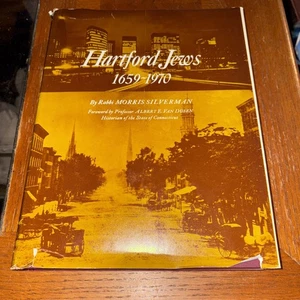 Hartford Jews
1659-1970
By Rabbi MORRIS SILVERMAN
Foreword by Professor ALBERT E. VAN DUSEN
Historian of the State of Connecticut